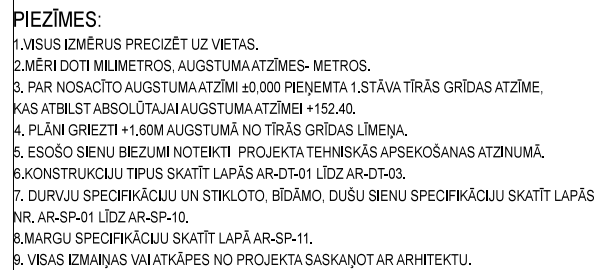 PIEZĪMES:
1.VISUS IZMĒRUS PRECIZĒT UZ VIETAS.
2.MĒRI DOTI MILIMETROS, AUGSTUMA ATZĪMES- METROS.
3. PAR NOSACĪTO AUGSTUMA ATZĪMI ±0,000 PIEŅEMTA 1.STĀVA TĪRĀS GRĪDAS ATZĪME,
KAS ATBILST ABSOLŪTAJAI AUGSTUMA ATZĪMEI +152.40.
4. PLĀNI GRIEZTI +1.60M AUGSTUMĀ NO TĪRĀS GRĪDAS LĪMEŅA.
5. ESOŠO SIENU BIEZUMI NOTEIKTI PROJEKTA TEHNISKĀS APSEKOŠANAS ATZINUMĀ.
6.KONSTRUKCIJU TIPUS SKATĪT LAPĀS AR-DT-01 LĪDZ AR-DT-03.
7. DURVJU SPECIFIKĀCIJU UN STIKLOTO, BĪDĀMO, DUŠU SIENU SPECIFIKĀCIJU SKATĪT LAPĀS
NR. AR-SP-01 LĪDZ AR-SP-10.
8.MARGU SPECIFIKĀCIJU SKATĪT LAPĀ AR-SP-11.
9. VISAS IZMAIŅAS VAI ATKĀPES NO PROJEKTA SASKAŅOT AR ARHITEKTU.